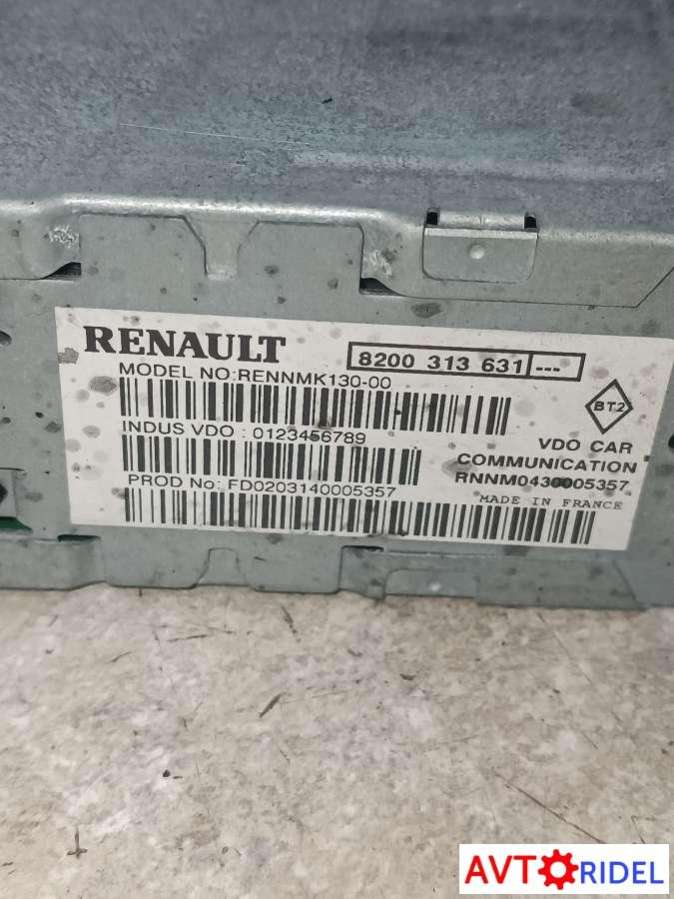 RENAULT
8200 313 631 ---
MODEL NO:RENNMK130-00
BT2
INDUS VDO : 0123456789
VDO CAR
COMMUNICATION
PROD No: FD0203140005357
RNNM0430005357
MADE IN FRANCE
AVTORIDEL